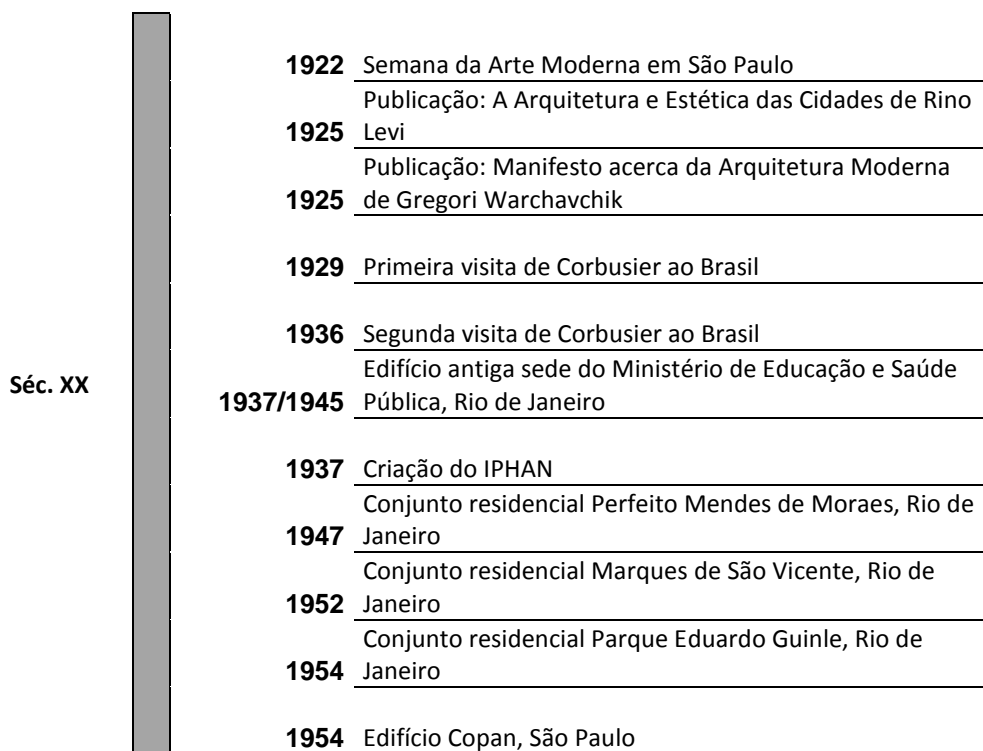 1922 Semana da Arte Moderna em São Paulo
Publicação: A Arquitetura e Estética das Cidades de Rino
1925 Levi
Publicação: Manifesto acerca da Arquitetura Moderna
1925 de Gregori Warchavchik
1929 Primeira visita de Corbusier ao Brasil
1936 Segunda visita de Corbusier ao Brasil
Edifício antiga sede do Ministério de Educação e Saúde
Séc. XX
1937/1945 Pública, Rio de Janeiro
1937 Criação do IPHAN
Conjunto residencial Perfeito Mendes de Moraes, Rio de
1947 Janeiro
Conjunto residencial Marques de São Vicente, Rio de
1952 Janeiro
Conjunto residencial Parque Eduardo Guinle, Rio de
1954 Janeiro
1954 Edifício Copan, São Paulo